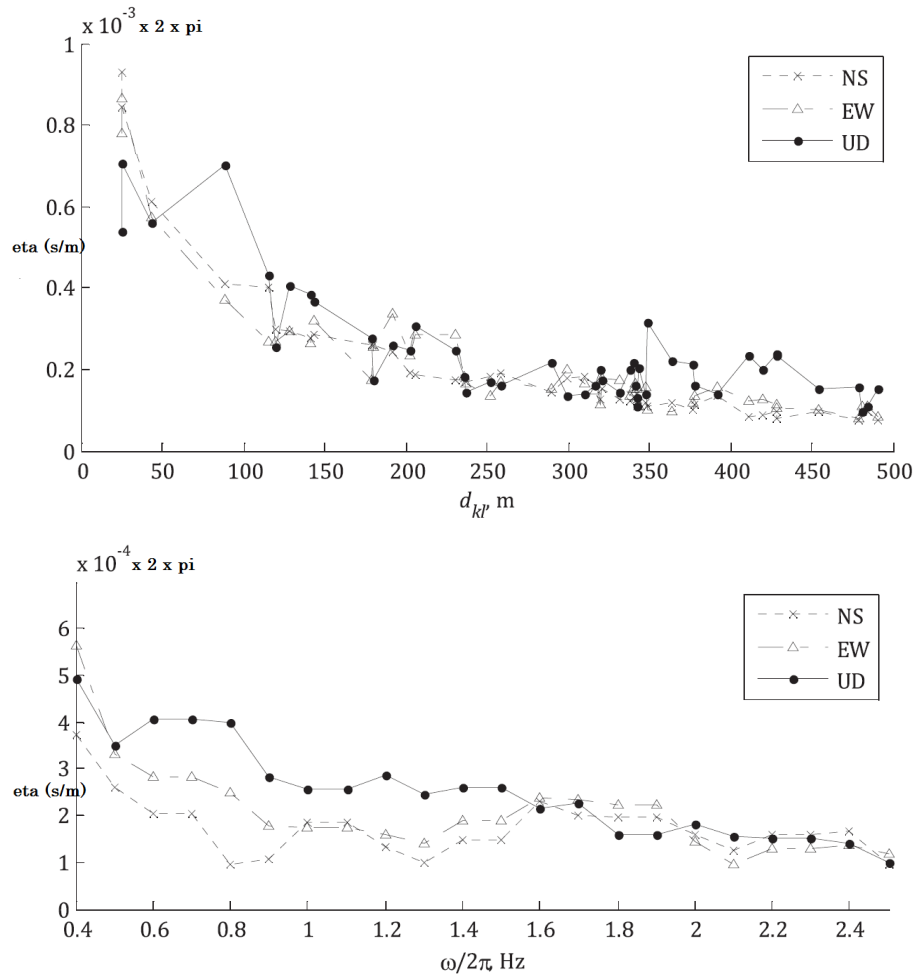 x 10⁻³ x 2 x pi
1
0.8
0.6
eta (s/m)
0.4
0.2
0
NS
EW
UD
0 50 100 150 200 250 300 350 400 450 500
d_kl, m
x 10⁻⁴ x 2 x pi
6
5
4
3
eta (s/m)
2
1
0
NS
EW
UD
0.4 0.6 0.8 1 1.2 1.4 1.6 1.8 2 2.2 2.4
ω/2π, Hz